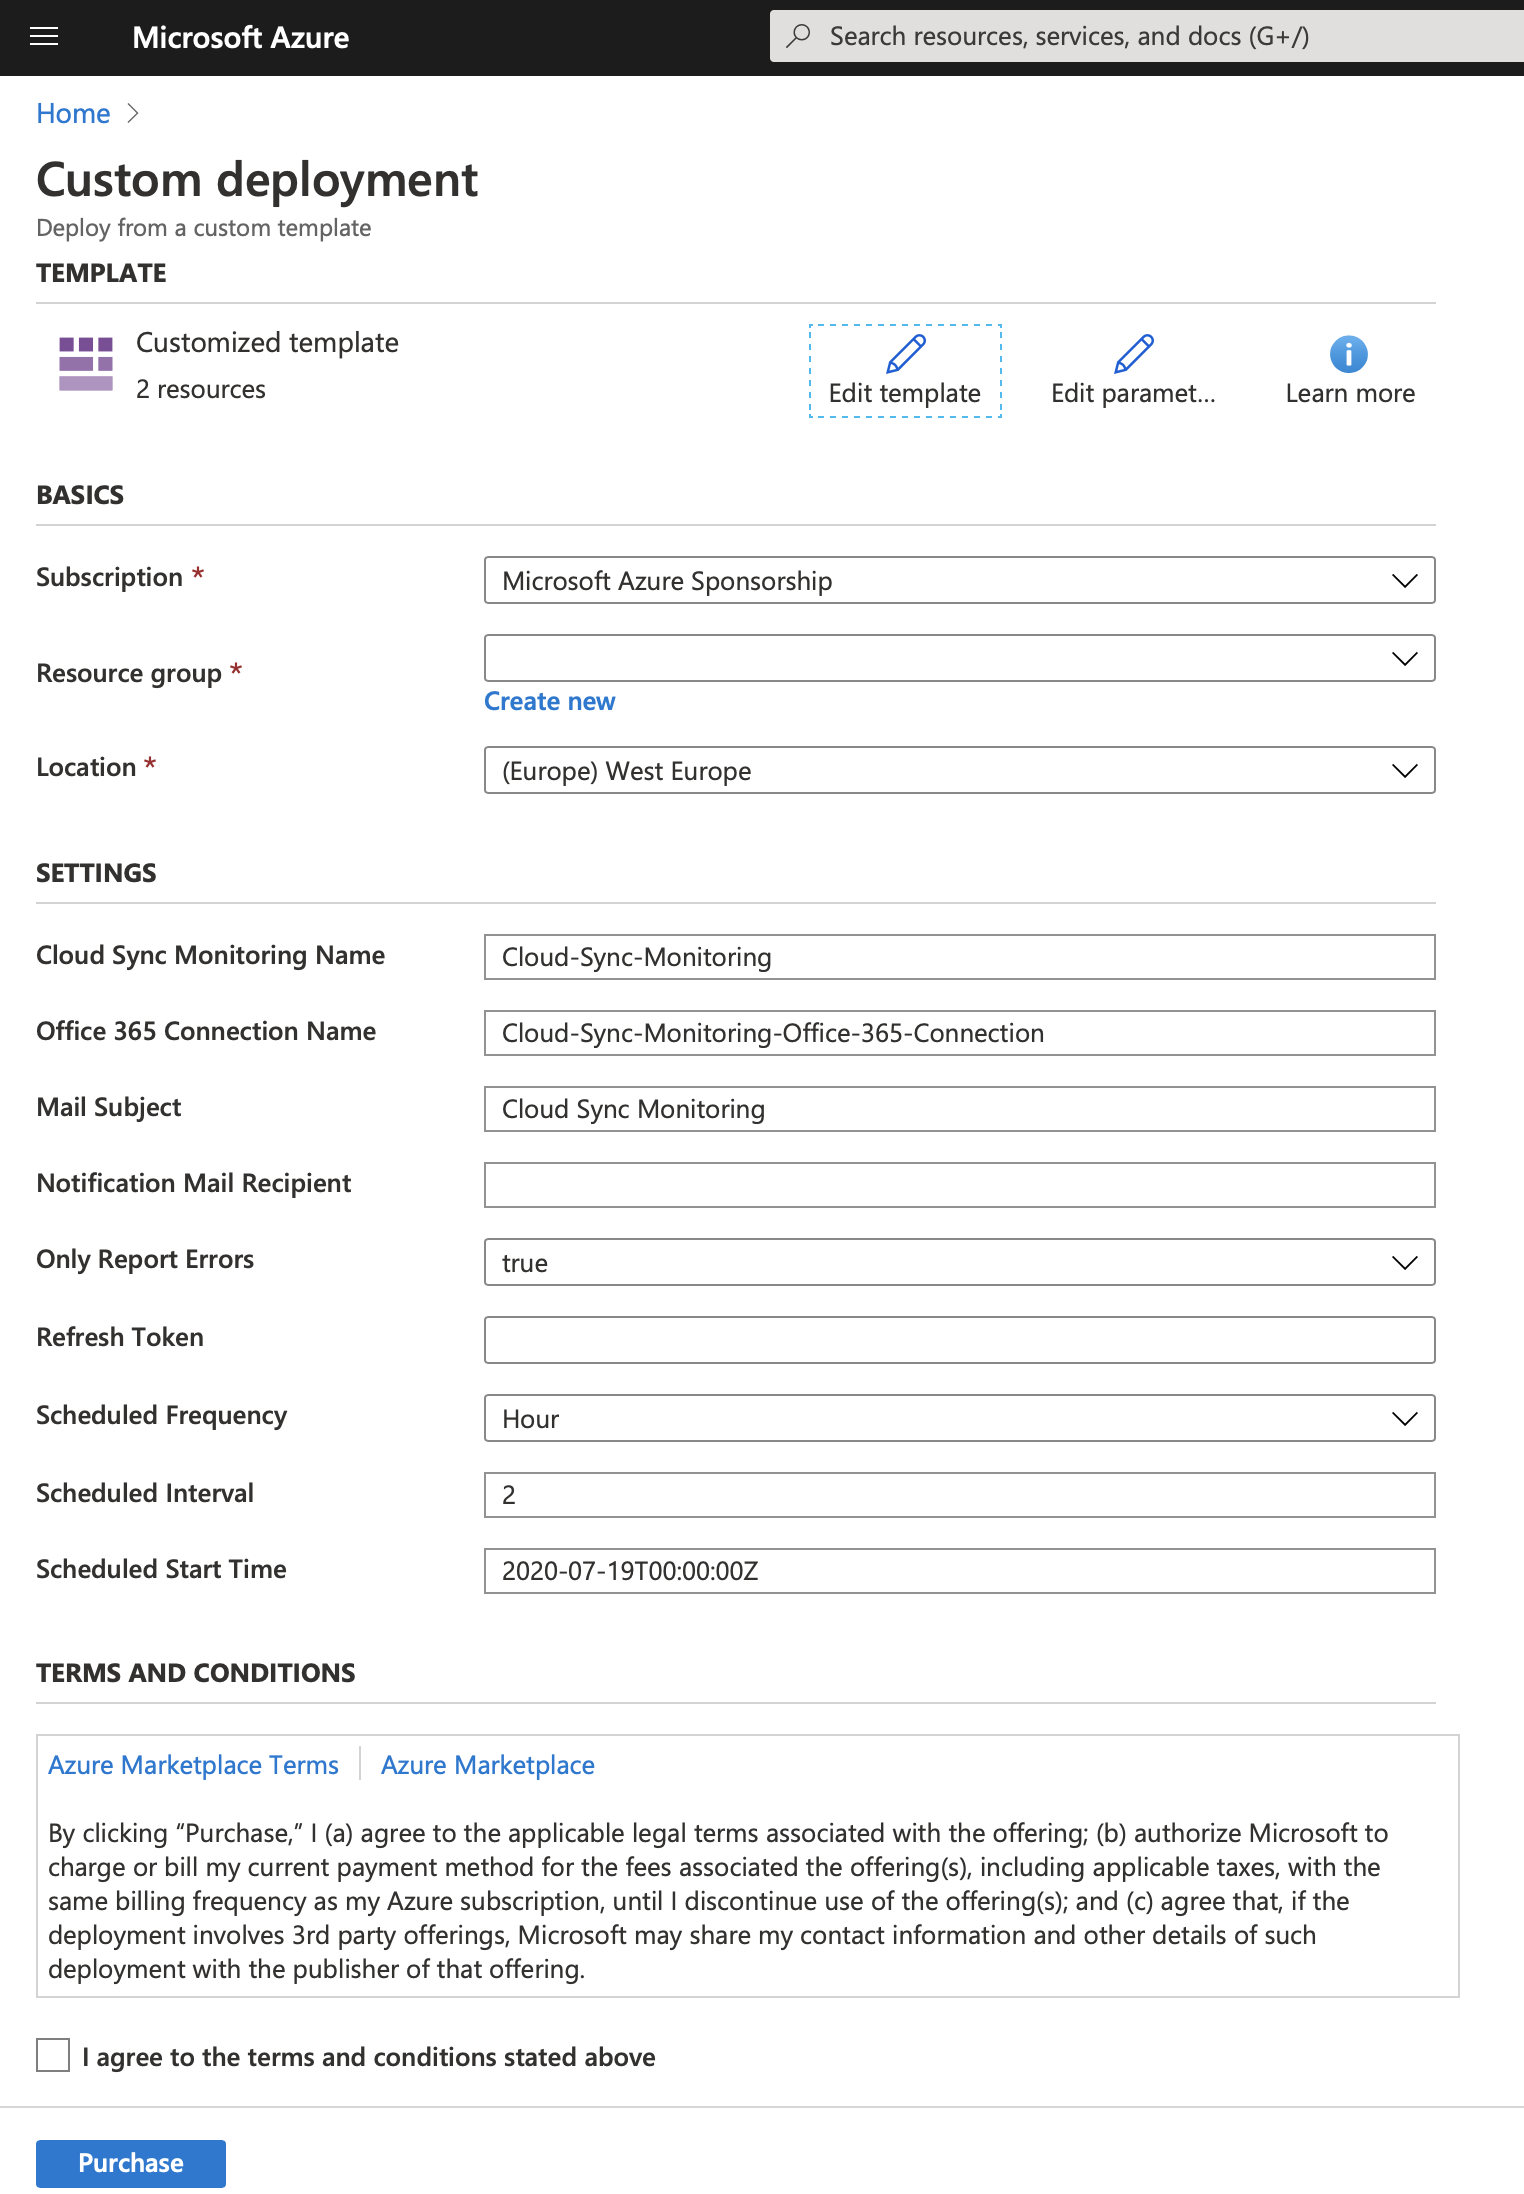 Microsoft Azure
Search resources, services, and docs (G+/)
Home
Custom deployment
Deploy from a custom template
TEMPLATE
Customized template
2 resources
Edit template
Edit paramet...
Learn more
BASICS
Subscription *
Microsoft Azure Sponsorship
Resource group *
Create new
Location *
(Europe) West Europe
SETTINGS
Cloud Sync Monitoring Name
Cloud-Sync-Monitoring
Office 365 Connection Name
Cloud-Sync-Monitoring-Office-365-Connection
Mail Subject
Cloud Sync Monitoring
Notification Mail Recipient
Only Report Errors
true
Refresh Token
Scheduled Frequency
Hour
Scheduled Interval
2
Scheduled Start Time
2020-07-19T00:00:00Z
TERMS AND CONDITIONS
Azure Marketplace Terms
Azure Marketplace
By clicking “Purchase,” I (a) agree to the applicable legal terms associated with the offering; (b) authorize Microsoft to
charge or bill my current payment method for the fees associated the offering(s), including applicable taxes, with the
same billing frequency as my Azure subscription, until I discontinue use of the offering(s); and (c) agree that, if the
deployment involves 3rd party offerings, Microsoft may share my contact information and other details of such
deployment with the publisher of that offering.
I agree to the terms and conditions stated above
Purchase